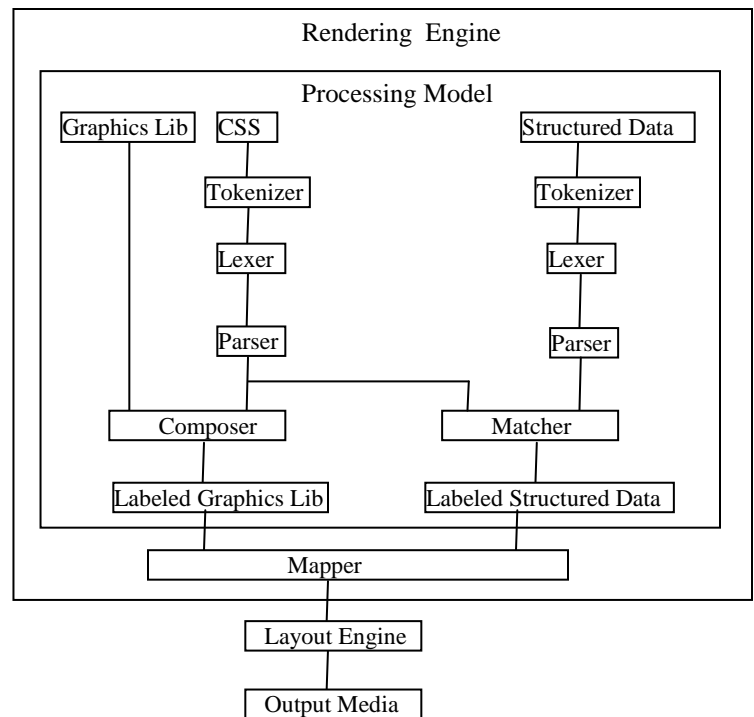 Rendering Engine
Processing Model
Graphics Lib
CSS
Structured Data
Tokenizer
Tokenizer
Lexer
Lexer
Parser
Parser
Composer
Matcher
Labeled Graphics Lib
Labeled Structured Data
Mapper
Layout Engine
Output Media